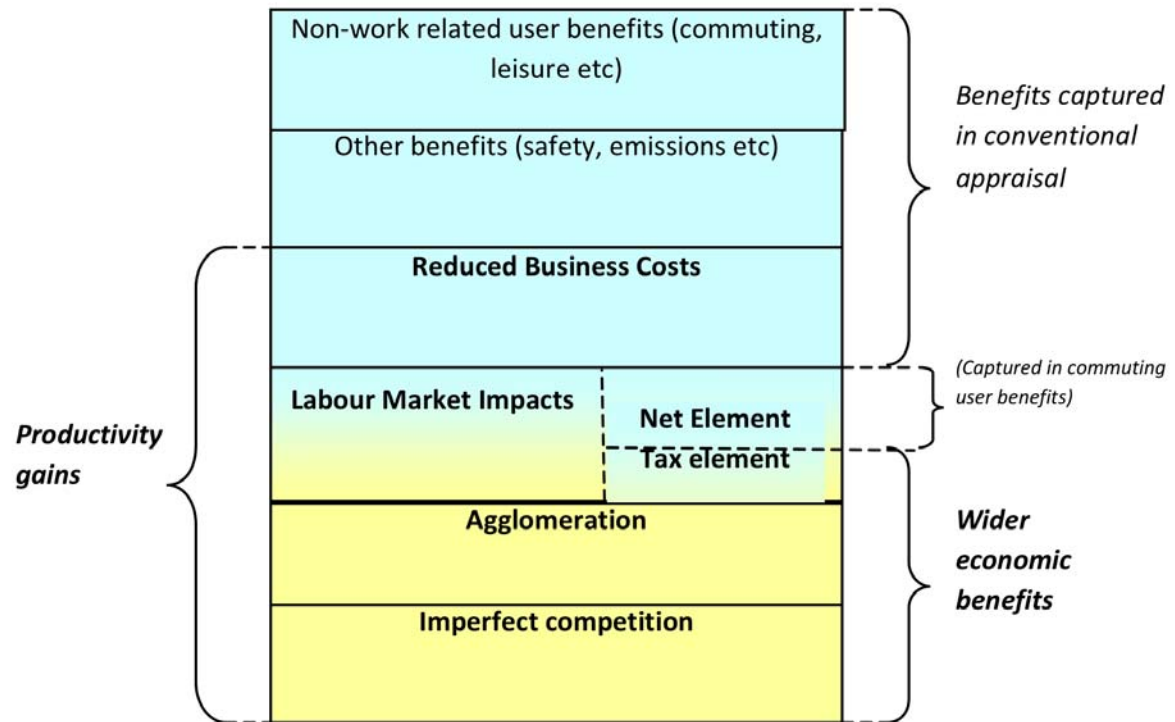 Non-work related user benefits (commuting,
leisure etc)
Benefits captured
in conventional
appraisal
Other benefits (safety, emissions etc)
Reduced Business Costs
(Captured in commuting
user benefits)
Labour Market Impacts
Net Element
Tax element
Productivity
gains
Agglomeration
Wider
economic
benefits
Imperfect competition